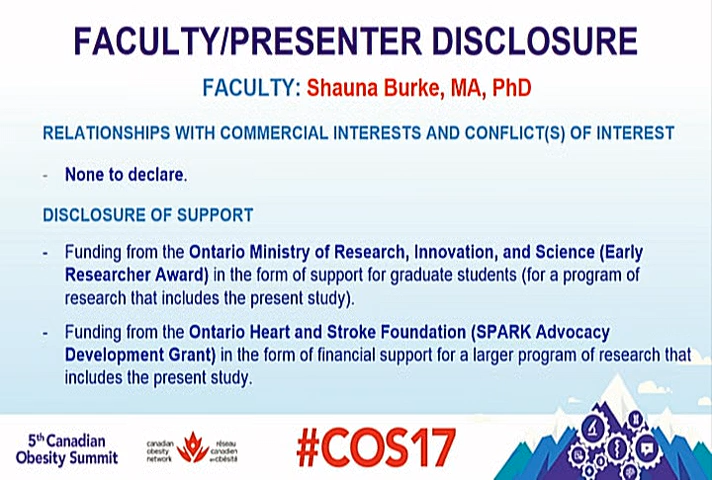 FACULTY/PRESENTER DISCLOSURE
FACULTY: Shauna Burke, MA, PhD
RELATIONSHIPS WITH COMMERCIAL INTERESTS AND CONFLICT(S) OF INTEREST
- None to declare.
DISCLOSURE OF SUPPORT
- Funding from the Ontario Ministry of Research, Innovation, and Science (Early
Researcher Award) in the form of support for graduate students (for a program of
research that includes the present study).
- Funding from the Ontario Heart and Stroke Foundation (SPARK Advocacy
Development Grant) in the form of financial support for a larger program of research that
includes the present study.
5th Canadian
Obesity Summit
canadian
obesity
network
réseau
canadien
en obésité
#COS17